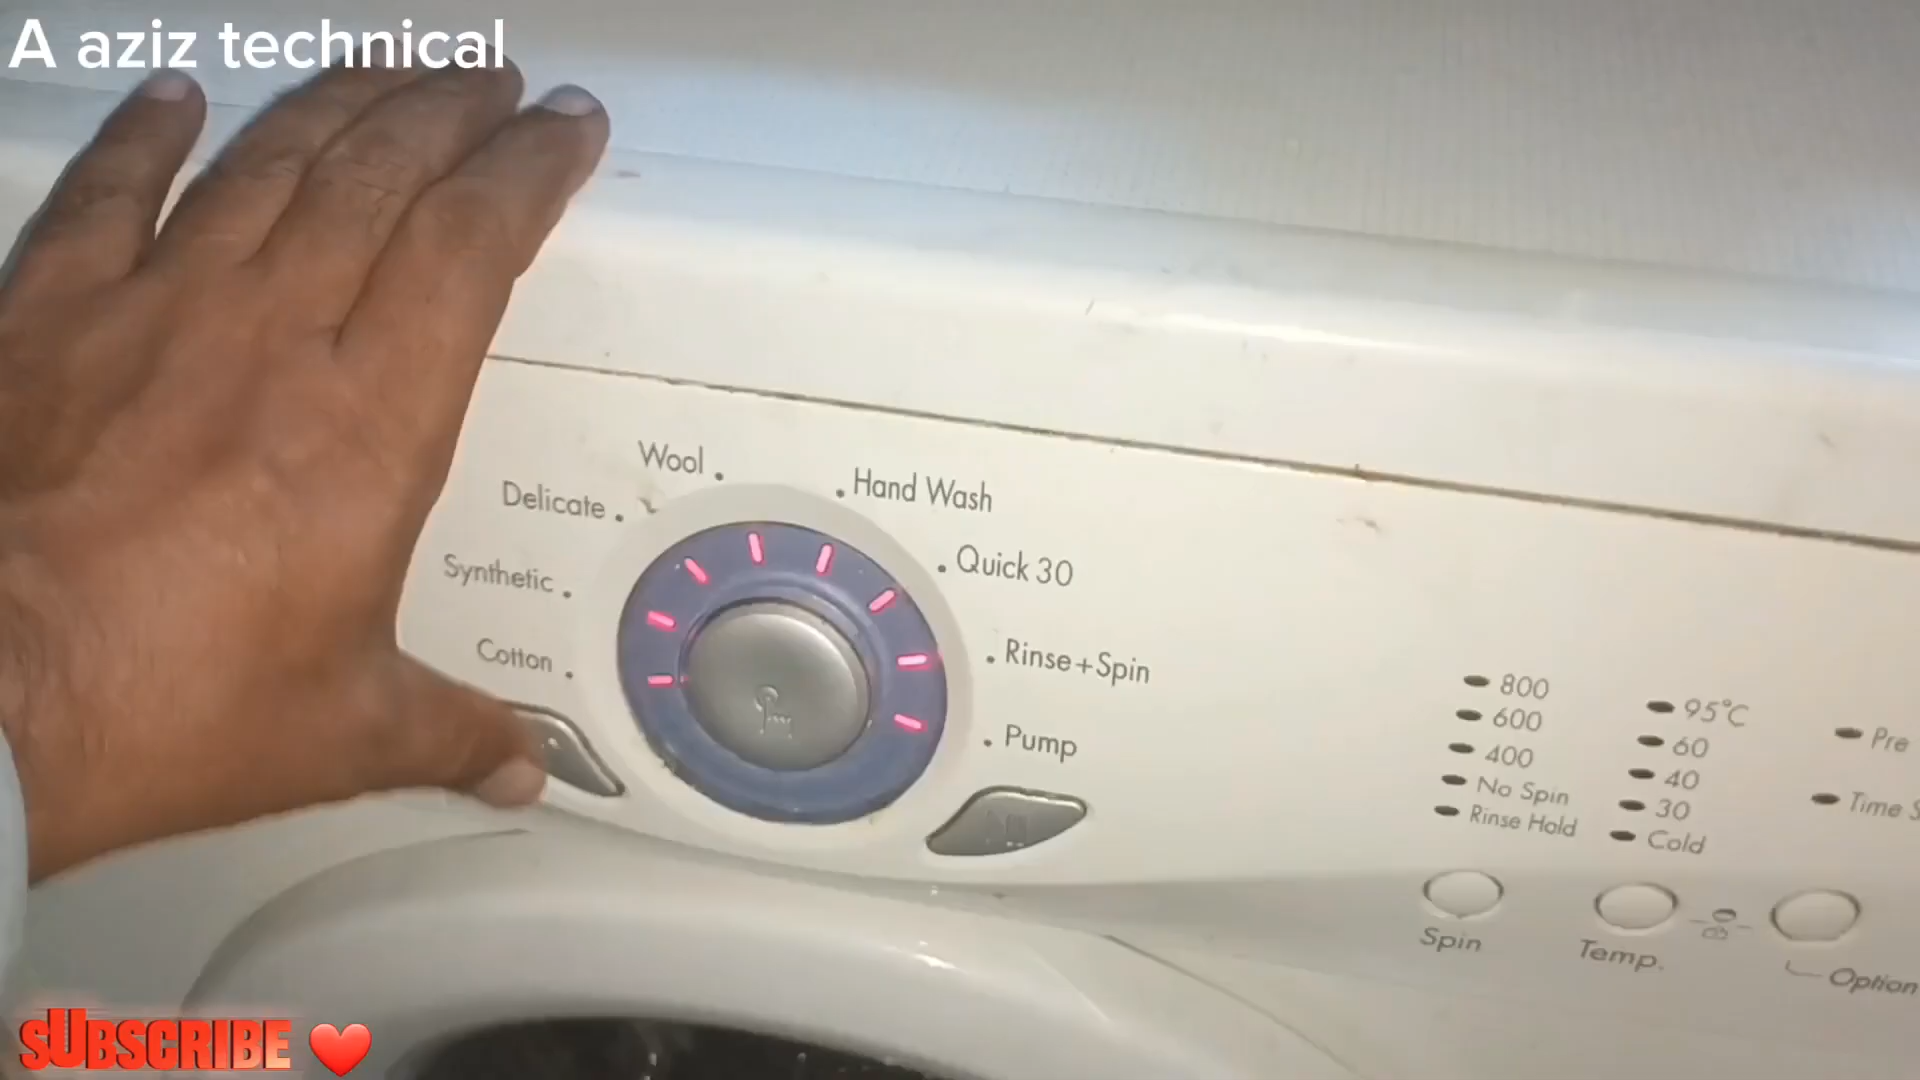 A aziz technical
Wool
Hand Wash
Delicate
Quick 30
Synthetic
Cotton
Rinse+Spin
Pump
800
600
400
No Spin
Rinse Hold
95°C
60
40
30
Cold
Pre
Time S
Spin
Temp.
Option
SUBSCRIBE